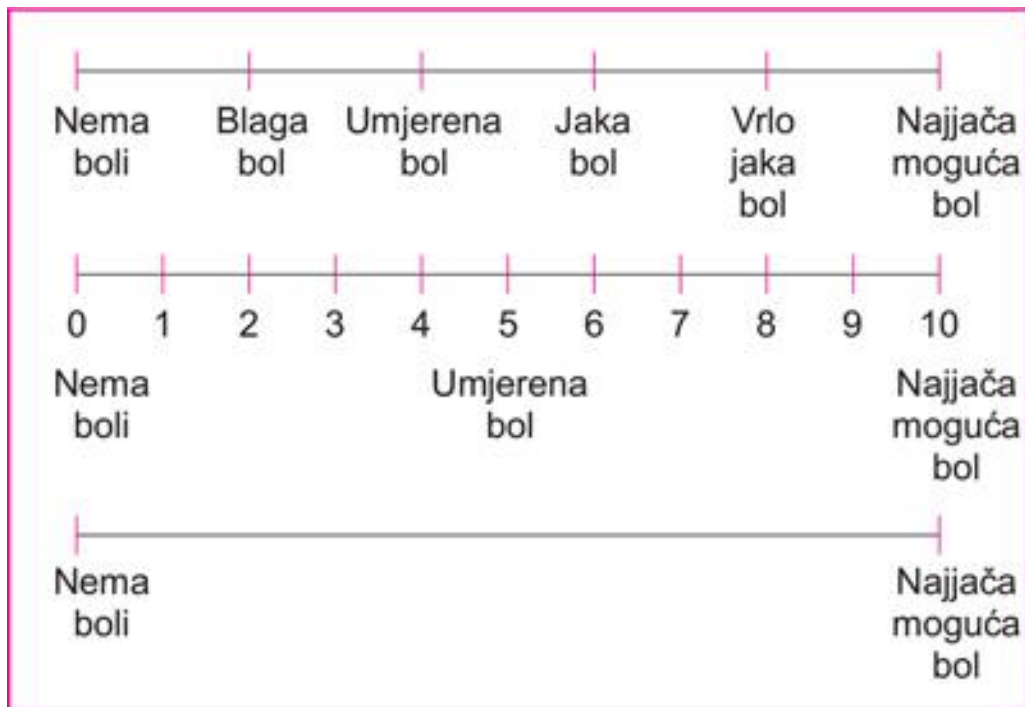 Nema Blaga Umjerena Jaka Vrlo Najjača
boli bol bol bol jaka moguća
bol bol
0 1 2 3 4 5 6 7 8 9 10
Nema Umjerena Najjača
boli bol moguća
bol
Nema Najjača
boli moguća
bol